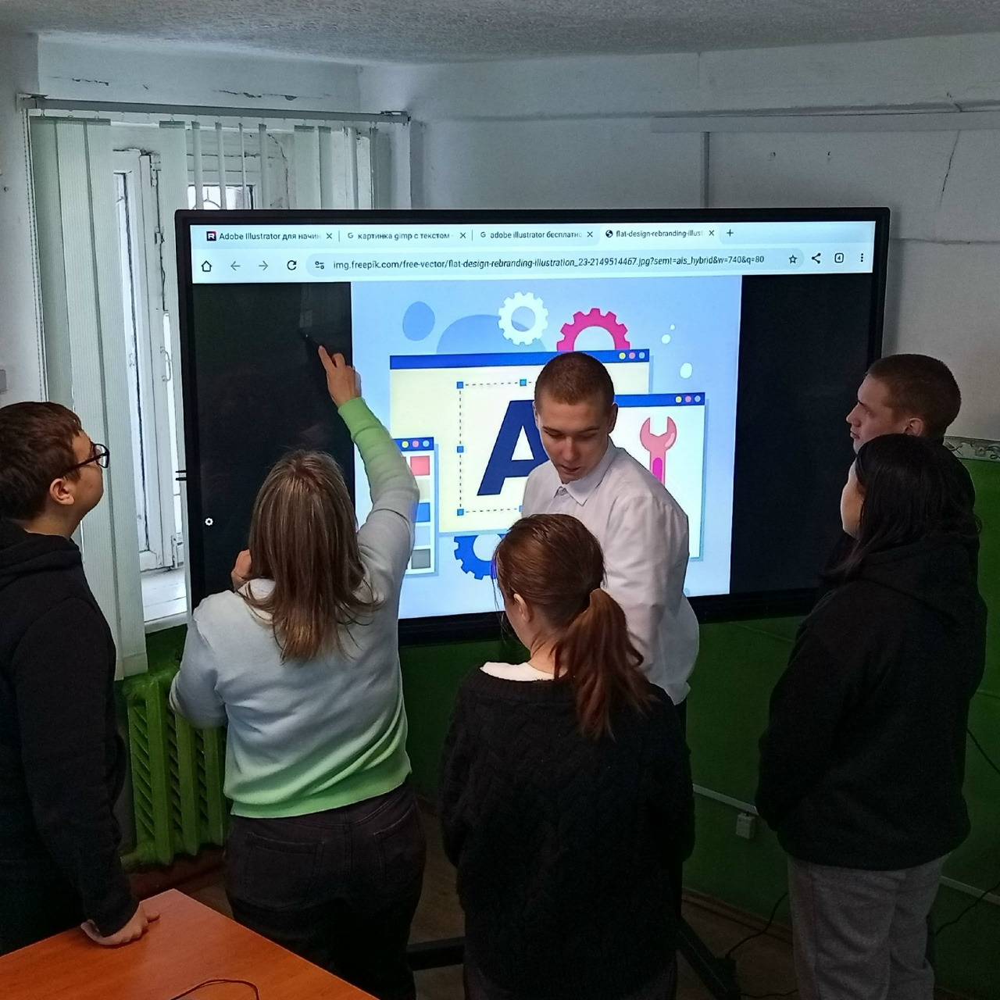 Adobe Illustrator для начин
картинка gimp с текстом
adobe illustrator бесплатно
flat-design-rebranding-illust
img.freepik.com/free-vector/flat-design-rebranding-illustration_23-2149514467.jpg?semt=ais_hybrid&w=740&q=80
A